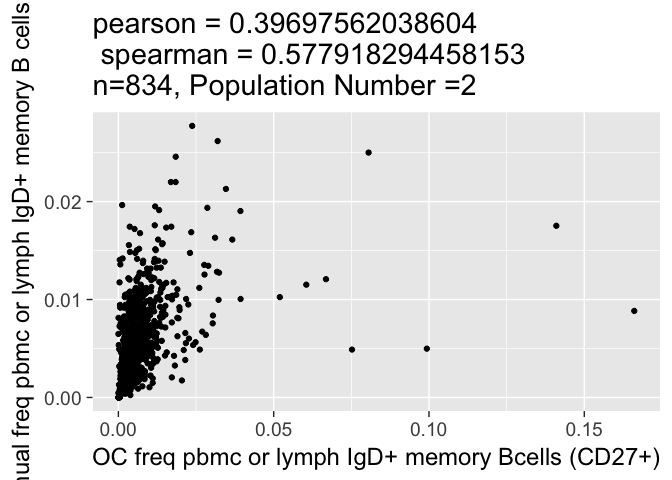 pearson = 0.39697562038604
spearman = 0.577918294458153
n=834, Population Number =2
nual freq pbmc or lymph IgD+ memory B cells
0.02
0.01
0.00
0.00 0.05 0.10 0.15
OC freq pbmc or lymph IgD+ memory Bcells (CD27+)